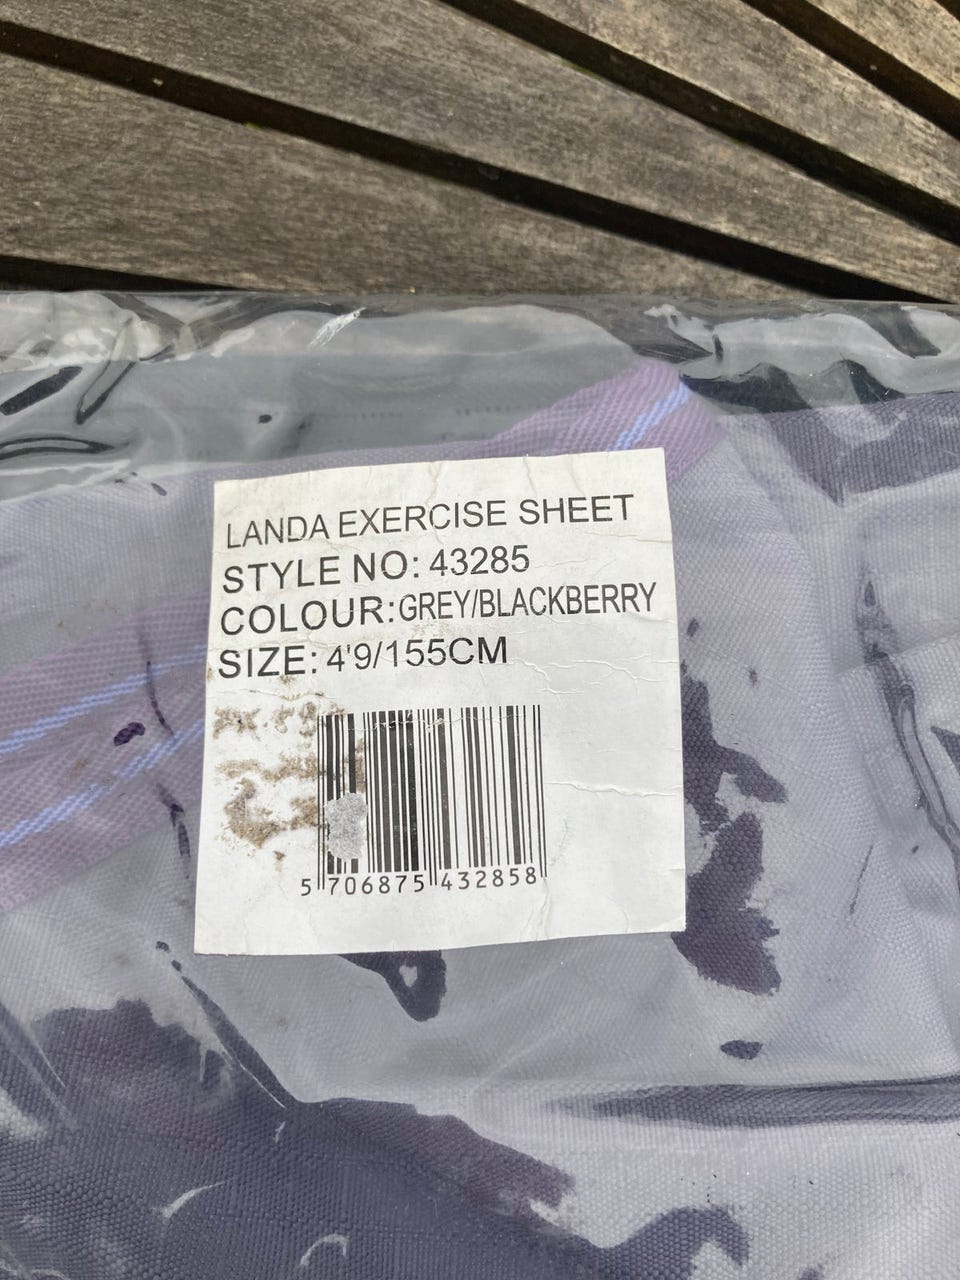 LANDA EXERCISE SHEET
STYLE NO: 43285
COLOUR:GREY/BLACKBERRY
SIZE: 4'9/155CM
5 706875 432858